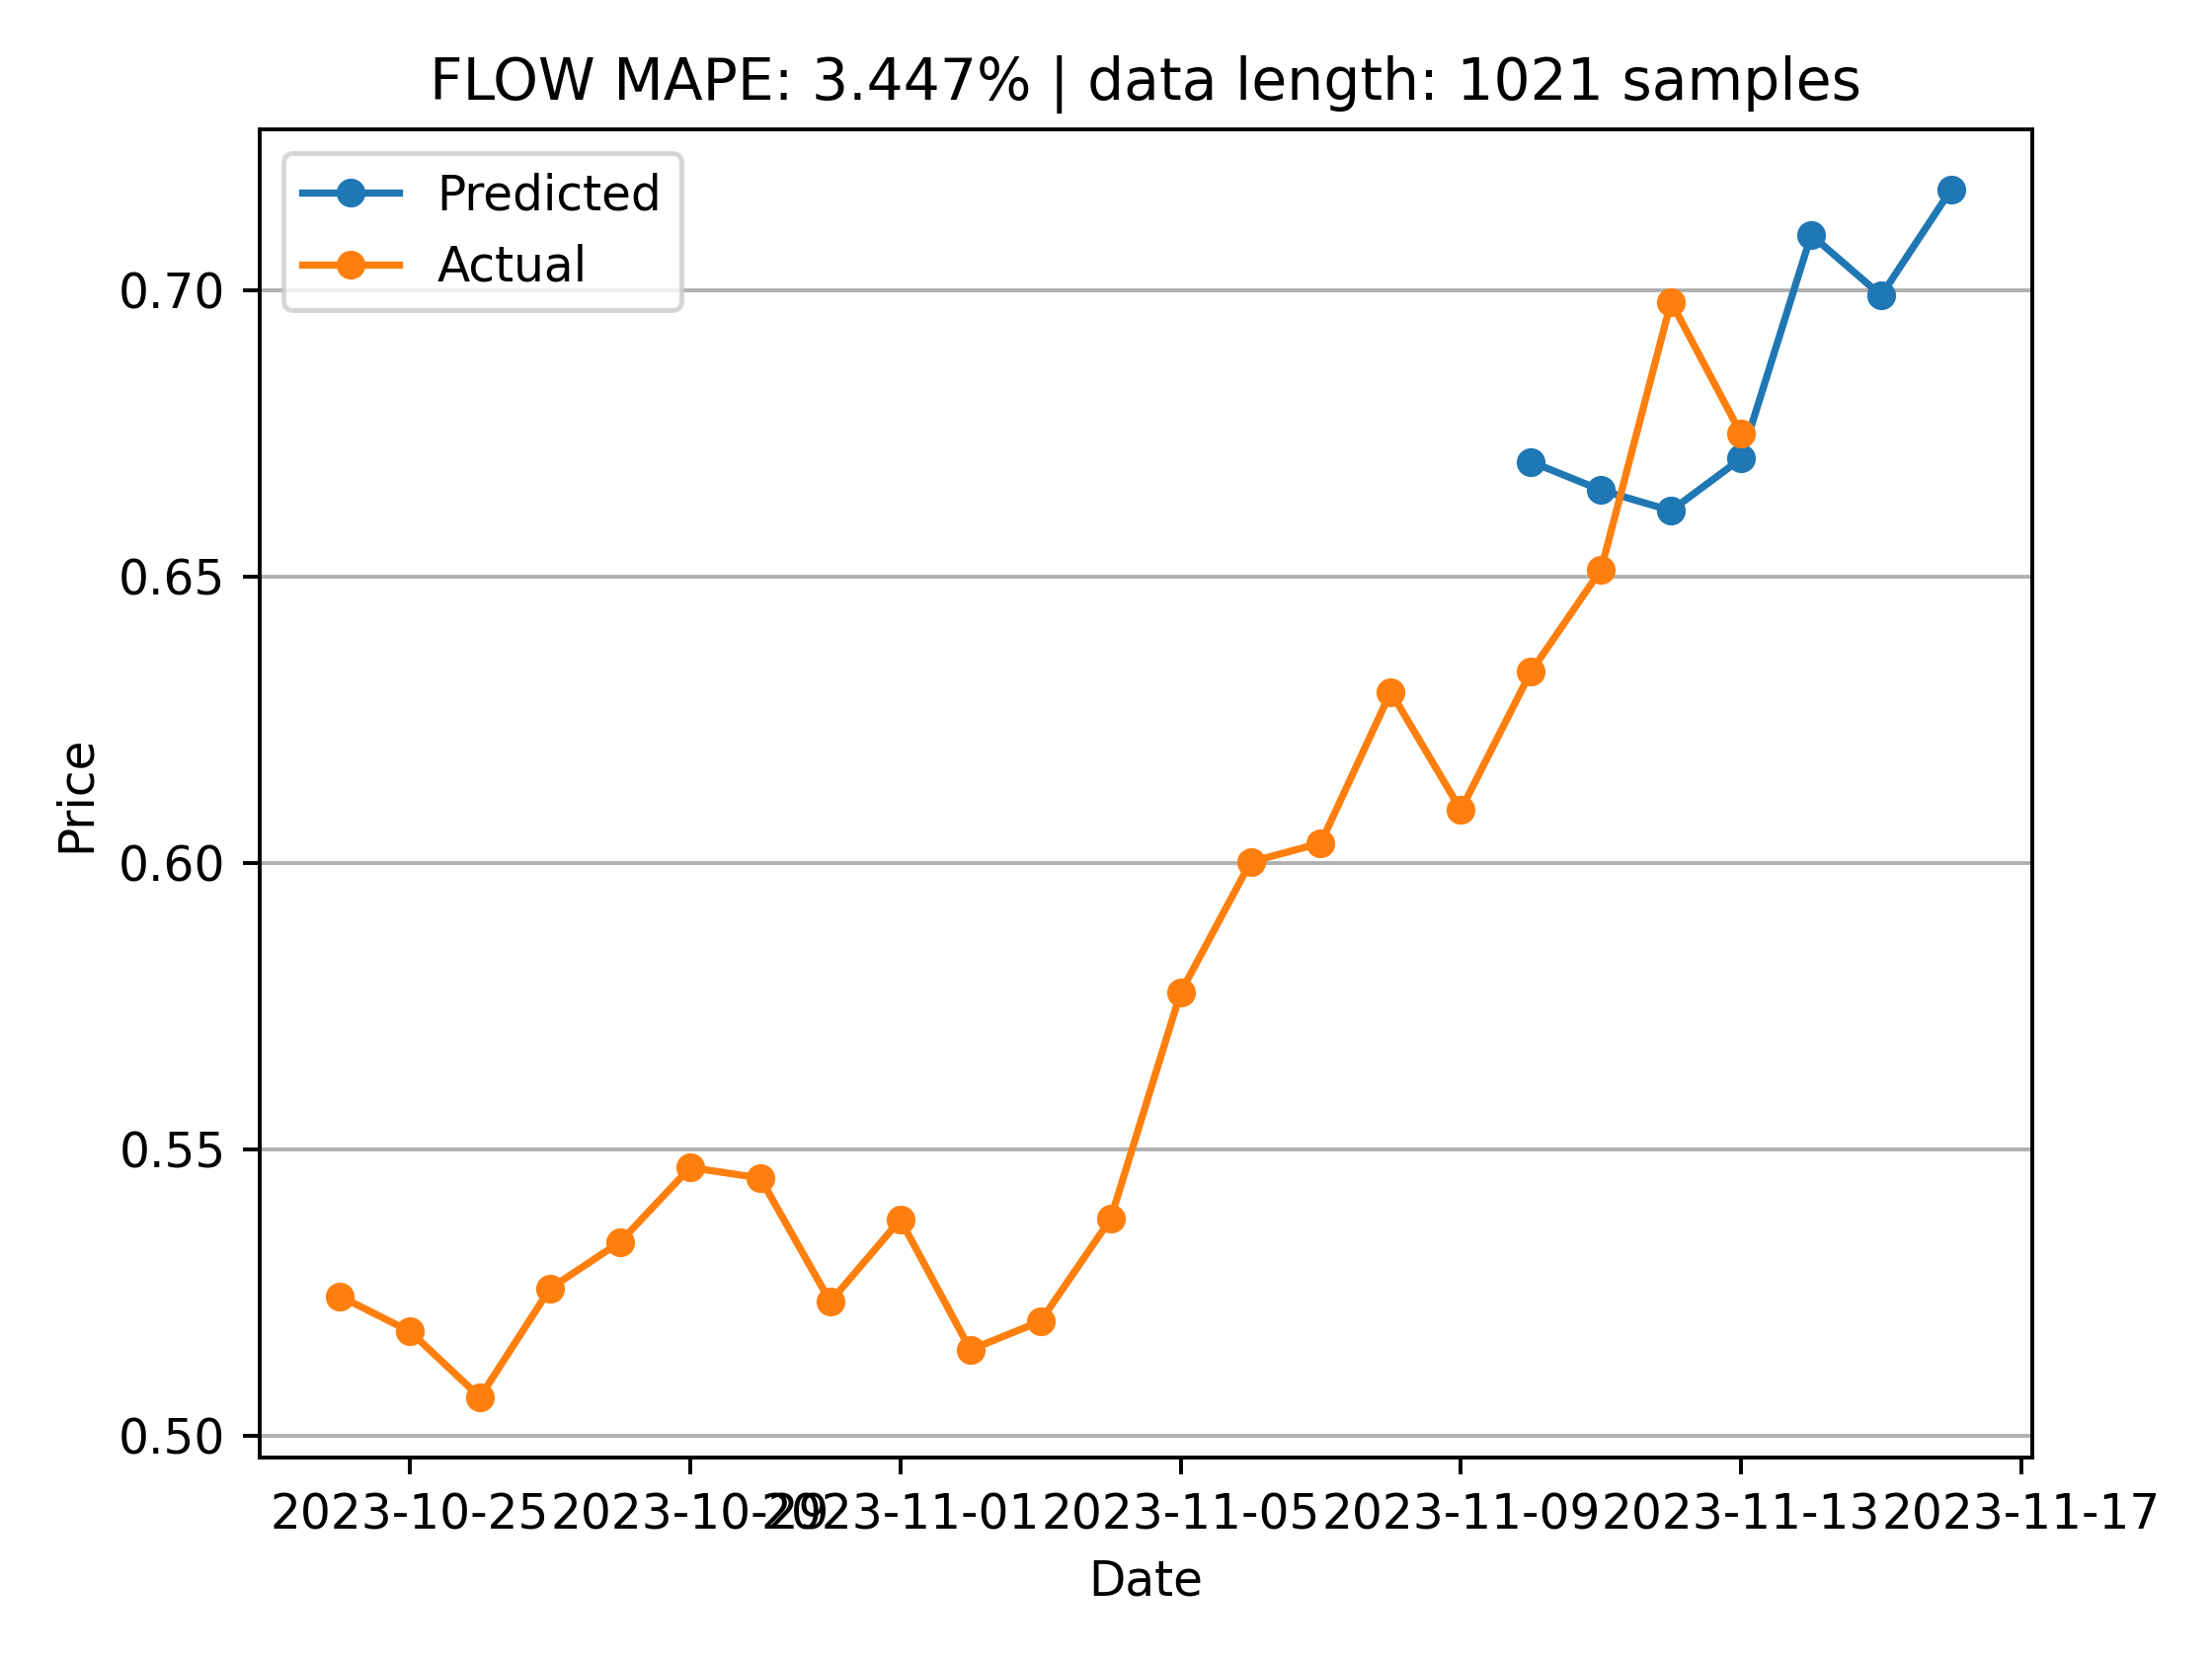 FLOW MAPE: 3.447% | data length: 1021 samples
Predicted
Actual
0.70
0.65
0.60
0.55
0.50
Price
2023-10-25 2023-10-29 2023-11-01 2023-11-05 2023-11-09 2023-11-13 2023-11-17
Date